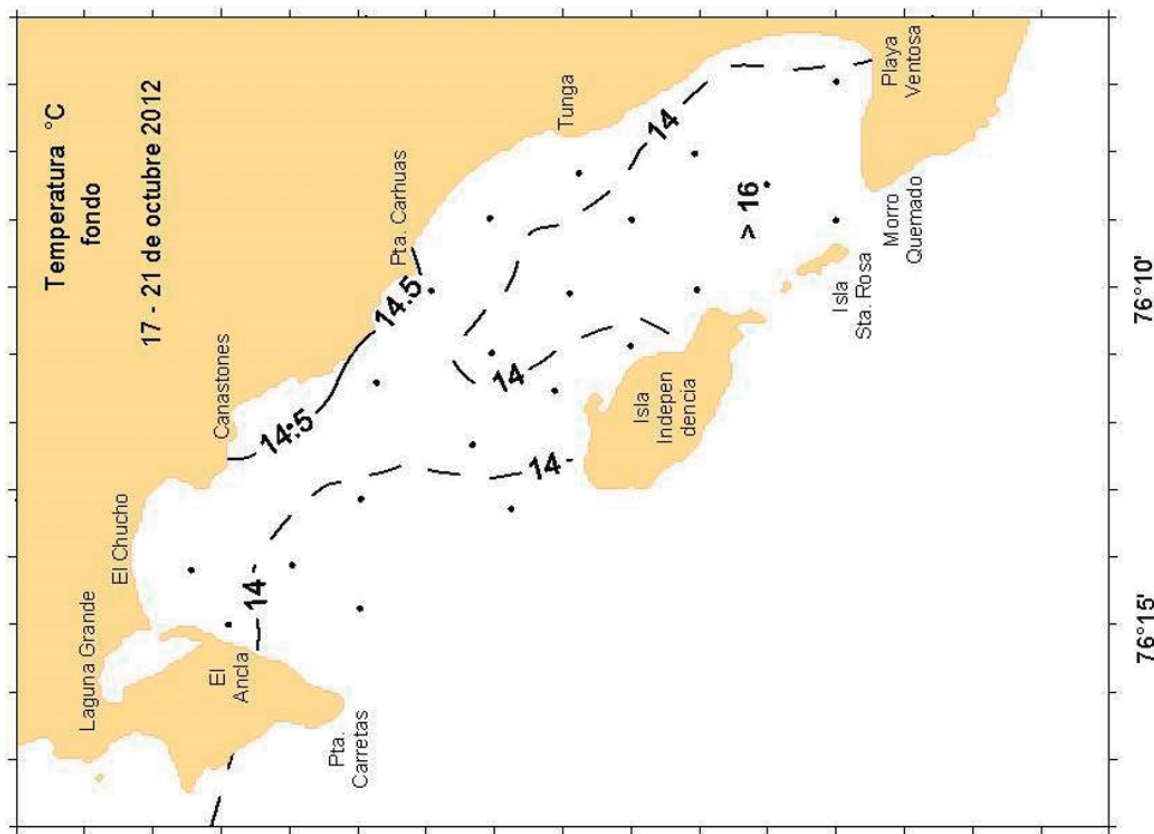 Temperatura °C
fondo
17 - 21 de octubre 2012
Laguna Grande
El Chucho
Canastones
El
Ancla
14
14.5
Pta.
Carretas
14.5
Pta. Carhuas
14
14
Tunga
Isla
Indepen
dencia
14
> 16
Isla
Sta. Rosa
Morro
Quemado
Playa
Ventosa
76°15'
76°10'